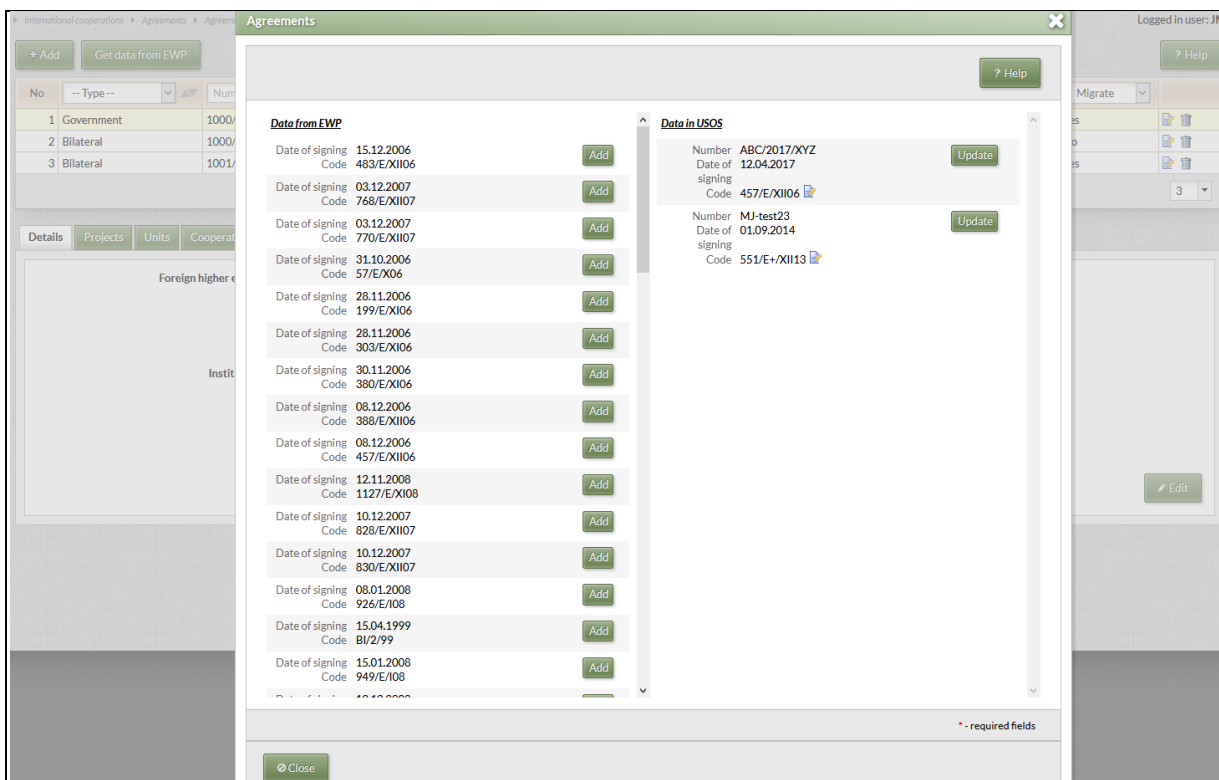 International cooperations ▸ Agreements ▸ Agreem
Agreements
Logged in user: JM
+ Add
Get data from EWP
? Help
? Help
No
-- Type --
Num
Migrate
1 Government 1000/
2 Bilateral 1000/
3 Bilateral 1001/
3
Details
Projects
Units
Cooperat
Foreign higher e
Instit
Edit
Data from EWP
Date of signing 15.12.2006
Code 483/E/XII06
Add
Date of signing 03.12.2007
Code 768/E/XII07
Add
Date of signing 03.12.2007
Code 770/E/XII07
Add
Date of signing 31.10.2006
Code 57/E/X06
Add
Date of signing 28.11.2006
Code 199/E/XI06
Add
Date of signing 28.11.2006
Code 303/E/XI06
Add
Date of signing 30.11.2006
Code 380/E/XI06
Add
Date of signing 08.12.2006
Code 388/E/XII06
Add
Date of signing 08.12.2006
Code 457/E/XII06
Add
Date of signing 12.11.2008
Code 1127/E/XI08
Add
Date of signing 10.12.2007
Code 828/E/XII07
Add
Date of signing 10.12.2007
Code 830/E/XII07
Add
Date of signing 08.01.2008
Code 926/E/I08
Add
Date of signing 15.04.1999
Code BI/2/99
Add
Date of signing 15.01.2008
Code 949/E/I08
Add
Data in USOS
Number ABC/2017/XYZ
Date of 12.04.2017
signing
Code 457/E/XII06
Update
Number MJ-test23
Date of 01.09.2014
signing
Code 551/E+/XII13
Update
* - required fields
Close